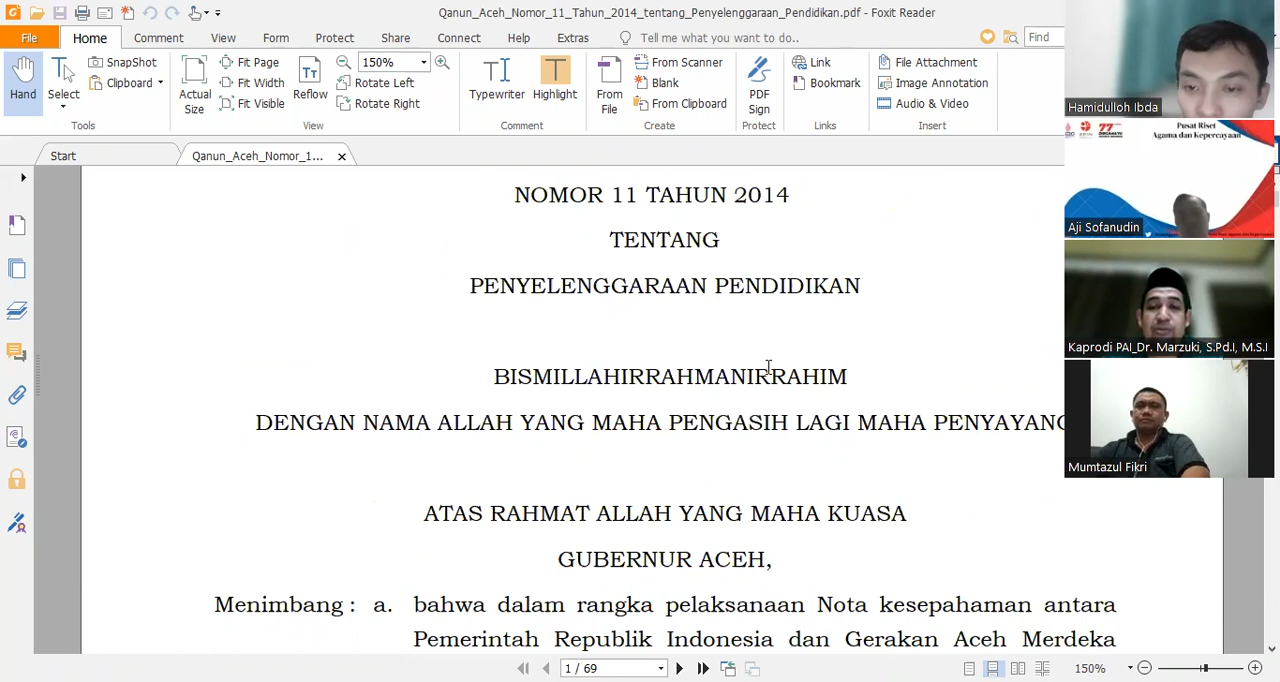 Qanun_Aceh_Nomor_11_Tahun_2014_tentang_Penyelenggaran_Pendidikan.pdf - Foxit Reader
File Home Comment View Form Protect Share Connect Help Extras Tell me what you want to do.. Find
Hand
Select
SnapShot
Clipboard
Tools
Actual
Size
Fit Page
Fit Width
Fit Visible
Reflow
150%
Rotate Left
Rotate Right
View
Typewriter
Highlight
Comment
From
File
From Scanner
Blank
From Clipboard
Create
PDF
Sign
Protect
Link
Bookmark
Links
File Attachment
Image Annotation
Audio & Video
Insert
Start
Qanun_Aceh_Nomor_1...
NOMOR 11 TAHUN 2014
TENTANG
PENYELENGGARAAN PENDIDIKAN
BISMILLAHIRRAHMANIRRAHIM
DENGAN NAMA ALLAH YANG MAHA PENGASIH LAGI MAHA PENYAYANG
ATAS RAHMAT ALLAH YANG MAHA KUASA
GUBERNUR ACEH,
Menimbang : a. bahwa dalam rangka pelaksanaan Nota kesepahaman antara
Pemerintah Republik Indonesia dan Gerakan Aceh Merdeka
1 / 69
150%
Hamidulloh Ibda
Pusat Riset
Agama dan Kepercayaan
77
Aji Sofanudin
Kaprodi PAI_Dr. Marzuki, S.Pd.I, M.S.I
Mumtazul Fikri